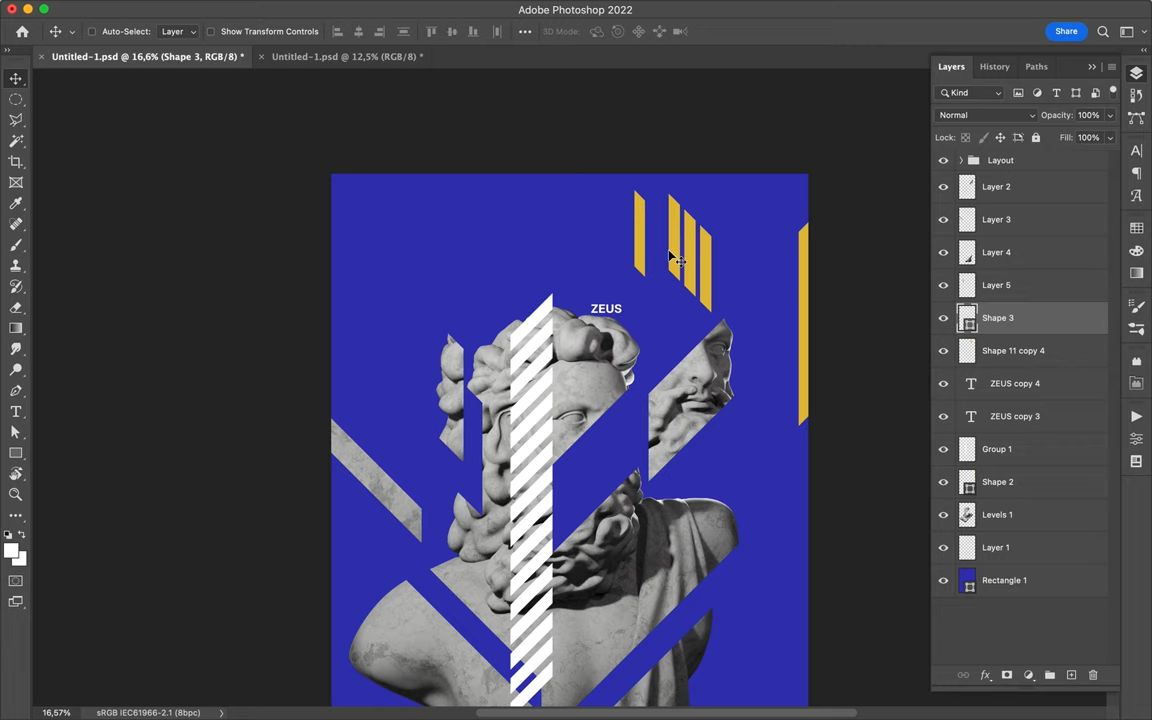 Adobe Photoshop 2022
Auto-Select: Layer Show Transform Controls ••• 3D Mode: Share
Untitled-1.psd @ 16,6% (Shape 3, RGB/8) * Untitled-1.psd @ 12,5% (RGB/8) *
Layers History Paths
Kind
Normal Opacity: 100%
Lock: Fill: 100%
Layout
Layer 2
Layer 3
Layer 4
Layer 5
Shape 3
Shape 11 copy 4
ZEUS copy 4
ZEUS copy 3
Group 1
Shape 2
Levels 1
Layer 1
Rectangle 1
ZEUS
16,57% sRGB IEC61966-2.1 (8bpc)